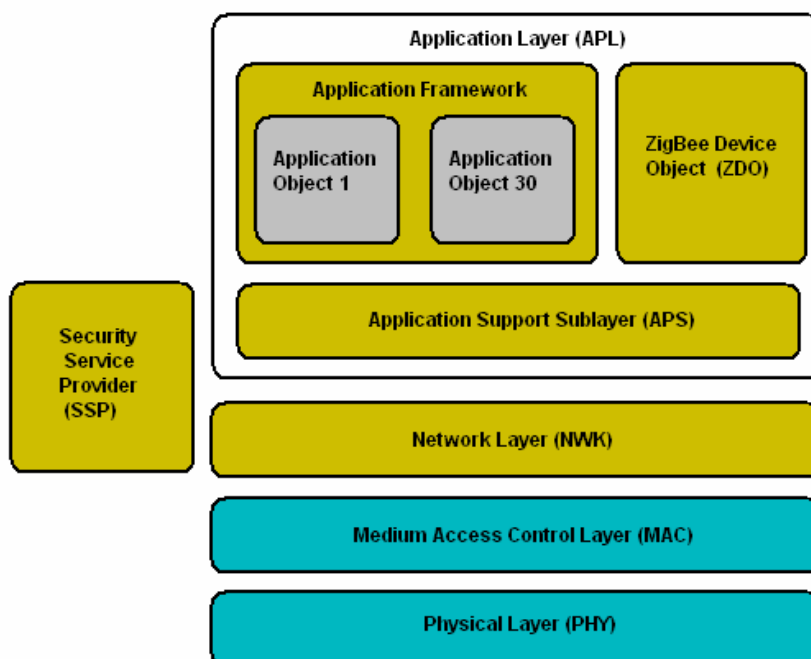 Application Layer (APL)
Application Framework
Application
Object 1
Application
Object 30
ZigBee Device
Object (ZDO)
Application Support Sublayer (APS)
Security
Service
Provider
(SSP)
Network Layer (NWK)
Medium Access Control Layer (MAC)
Physical Layer (PHY)